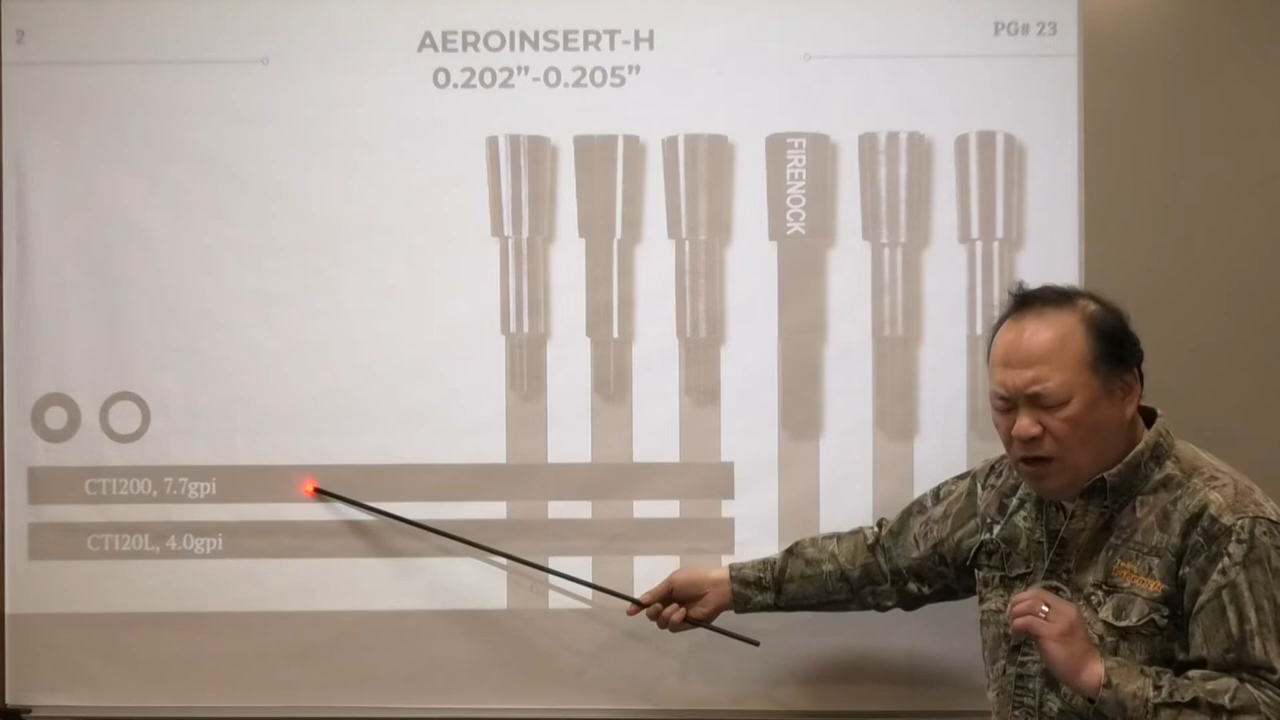 2
AEROINSERT-H
0.202”-0.205”
PG# 23
FIRENOCK
CTI200, 7.7gpi
CTI20L, 4.0gpi